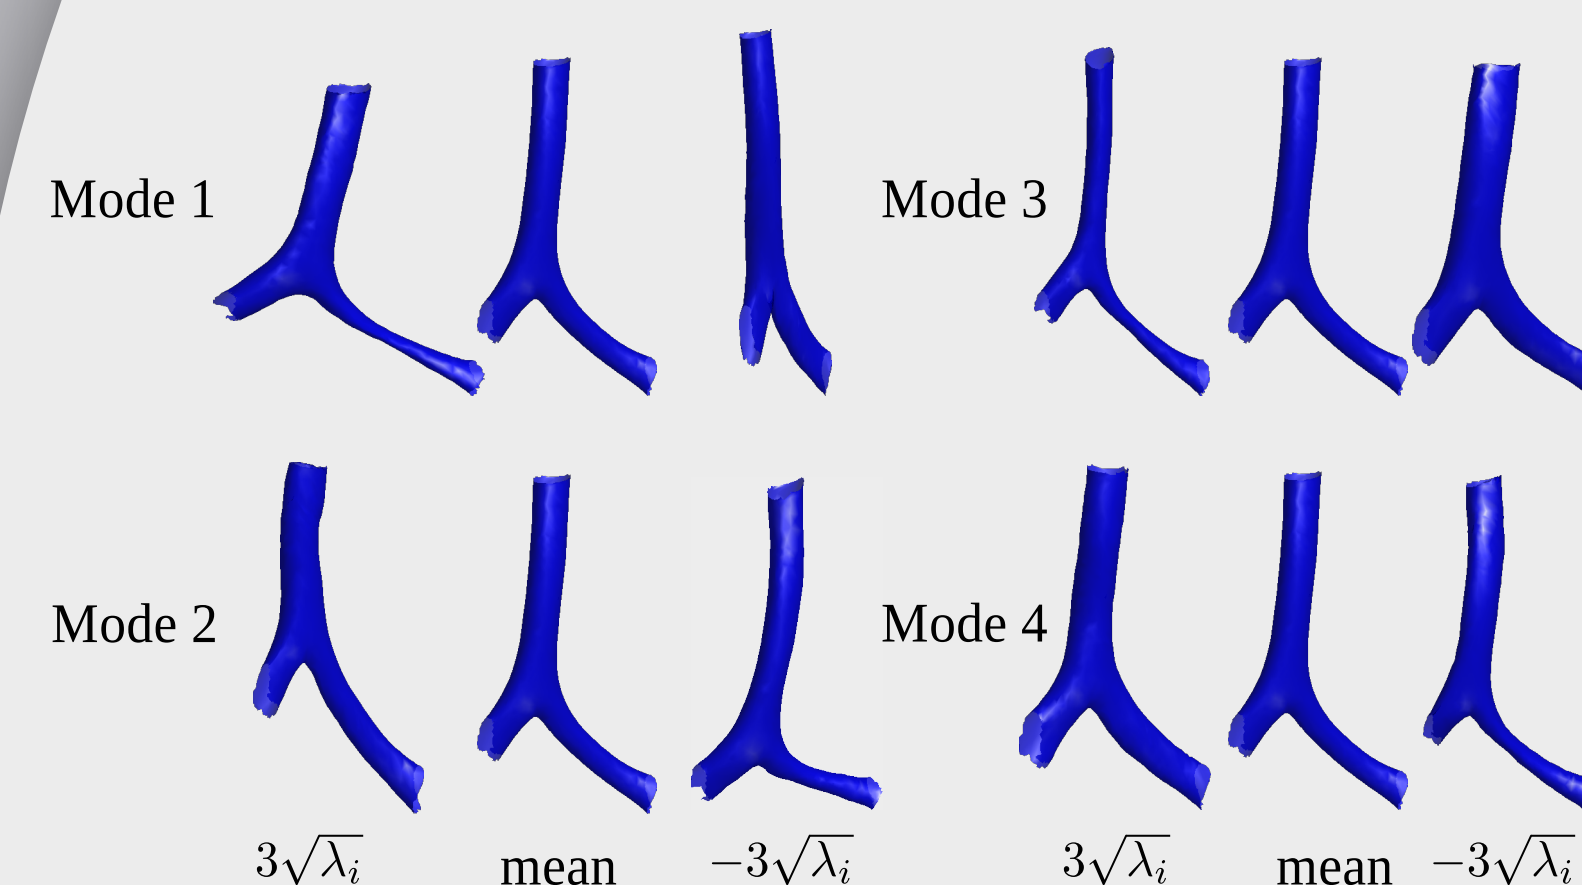 Mode 1
Mode 3
Mode 2
Mode 4
3√λᵢ mean −3√λᵢ 3√λᵢ mean −3√λᵢ